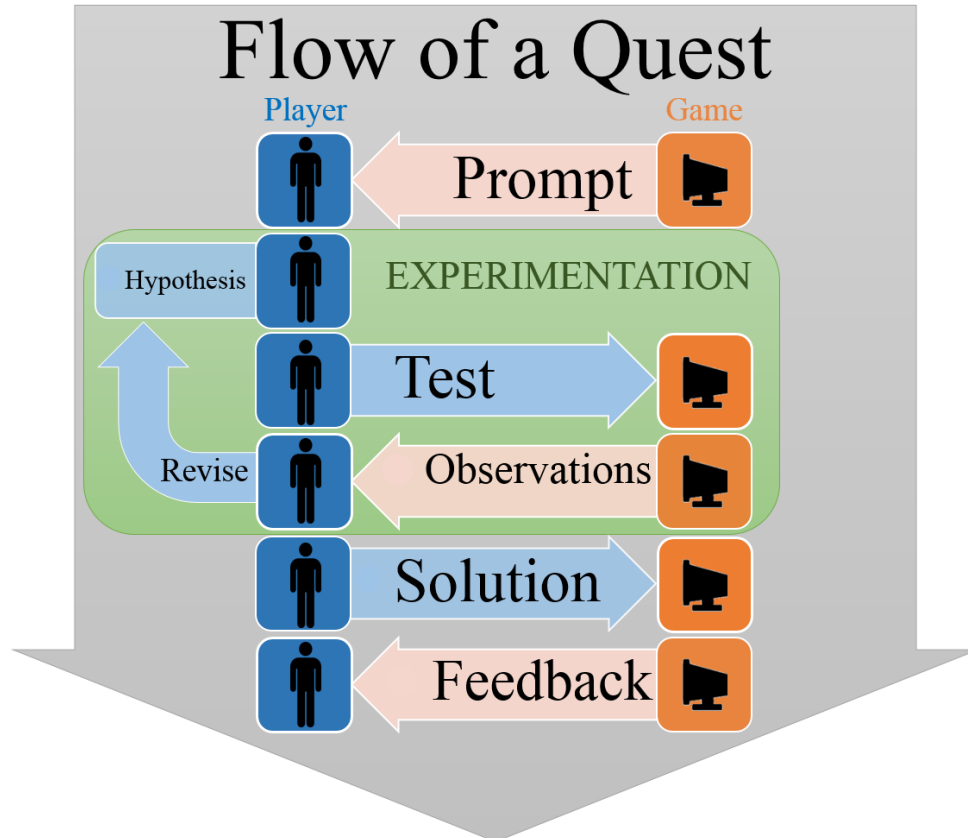 Flow of a Quest
Player Game
Prompt
Hypothesis EXPERIMENTATION
Test
Revise Observations
Solution
Feedback